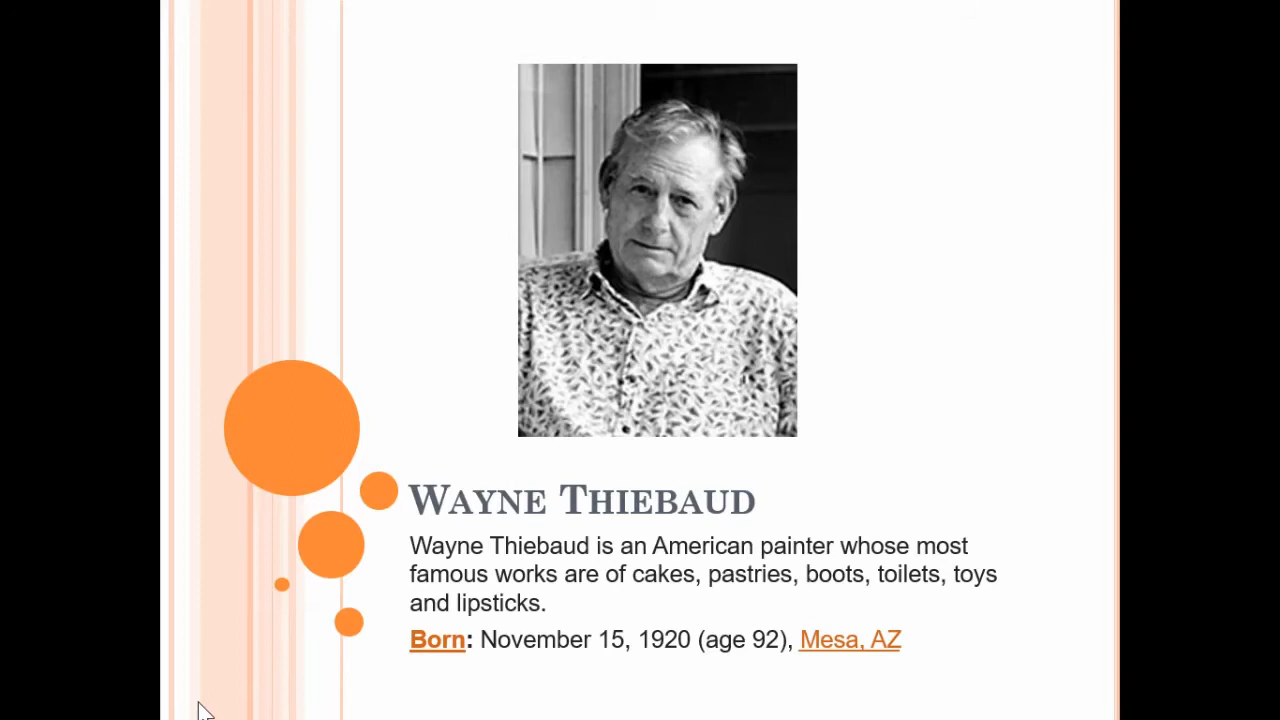 Wayne Thiebaud
Wayne Thiebaud is an American painter whose most
famous works are of cakes, pastries, boots, toilets, toys
and lipsticks.
Born: November 15, 1920 (age 92), Mesa, AZ